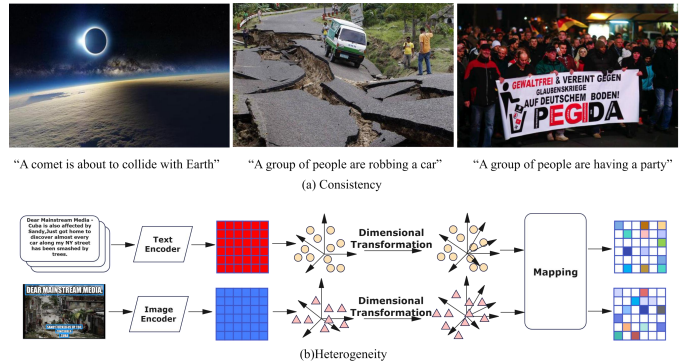 GEWALTFREI & VEREINT GEGEN
GLAUBENSKRIEGE
AUF DEUTSCHEM BODEN!
PEGIDA
“A comet is about to collide with Earth”
“A group of people are robbing a car”
“A group of people are having a party”
(a) Consistency
Dear Mainstream Media -
Cuba is also affected by
Sandy,Just got home to
discover almost every
car along my NY street
has been smashed by
trees.
Text
Encoder
Dimensional
Transformation
Mapping
DEAR MAINSTREAM MEDIA,
Image
Encoder
Dimensional
Transformation
(b)Heterogeneity